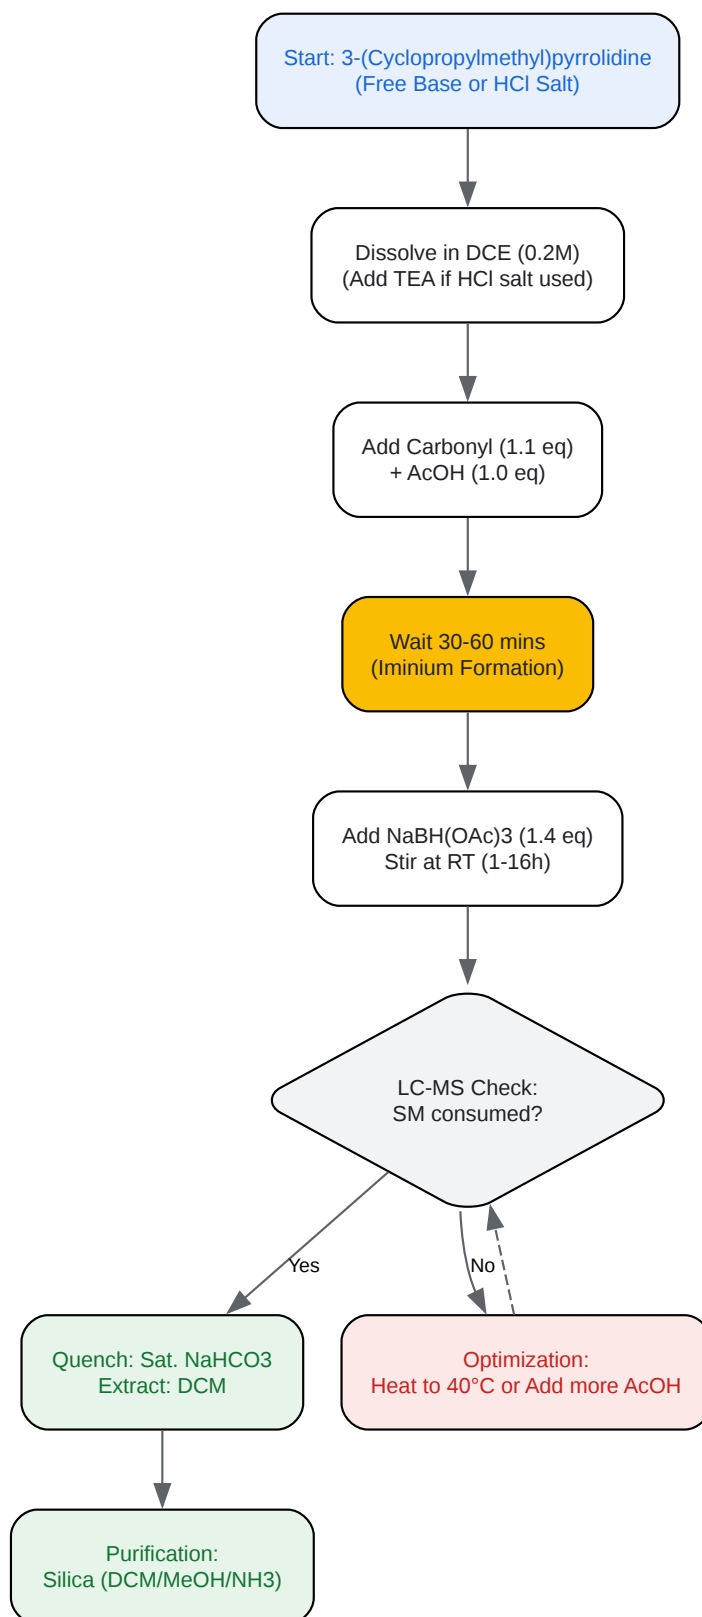 Start: 3-(Cyclopropylmethyl)pyrrolidine
(Free Base or HCl Salt)
Dissolve in DCE (0.2M)
(Add TEA if HCl salt used)
Add Carbonyl (1.1 eq)
+ AcOH (1.0 eq)
Wait 30-60 mins
(Iminium Formation)
Add NaBH(OAc)3 (1.4 eq)
Stir at RT (1-16h)
LC-MS Check:
SM consumed?
Yes
No
Quench: Sat. NaHCO3
Extract: DCM
Optimization:
Heat to 40°C or Add more AcOH
Purification:
Silica (DCM/MeOH/NH3)